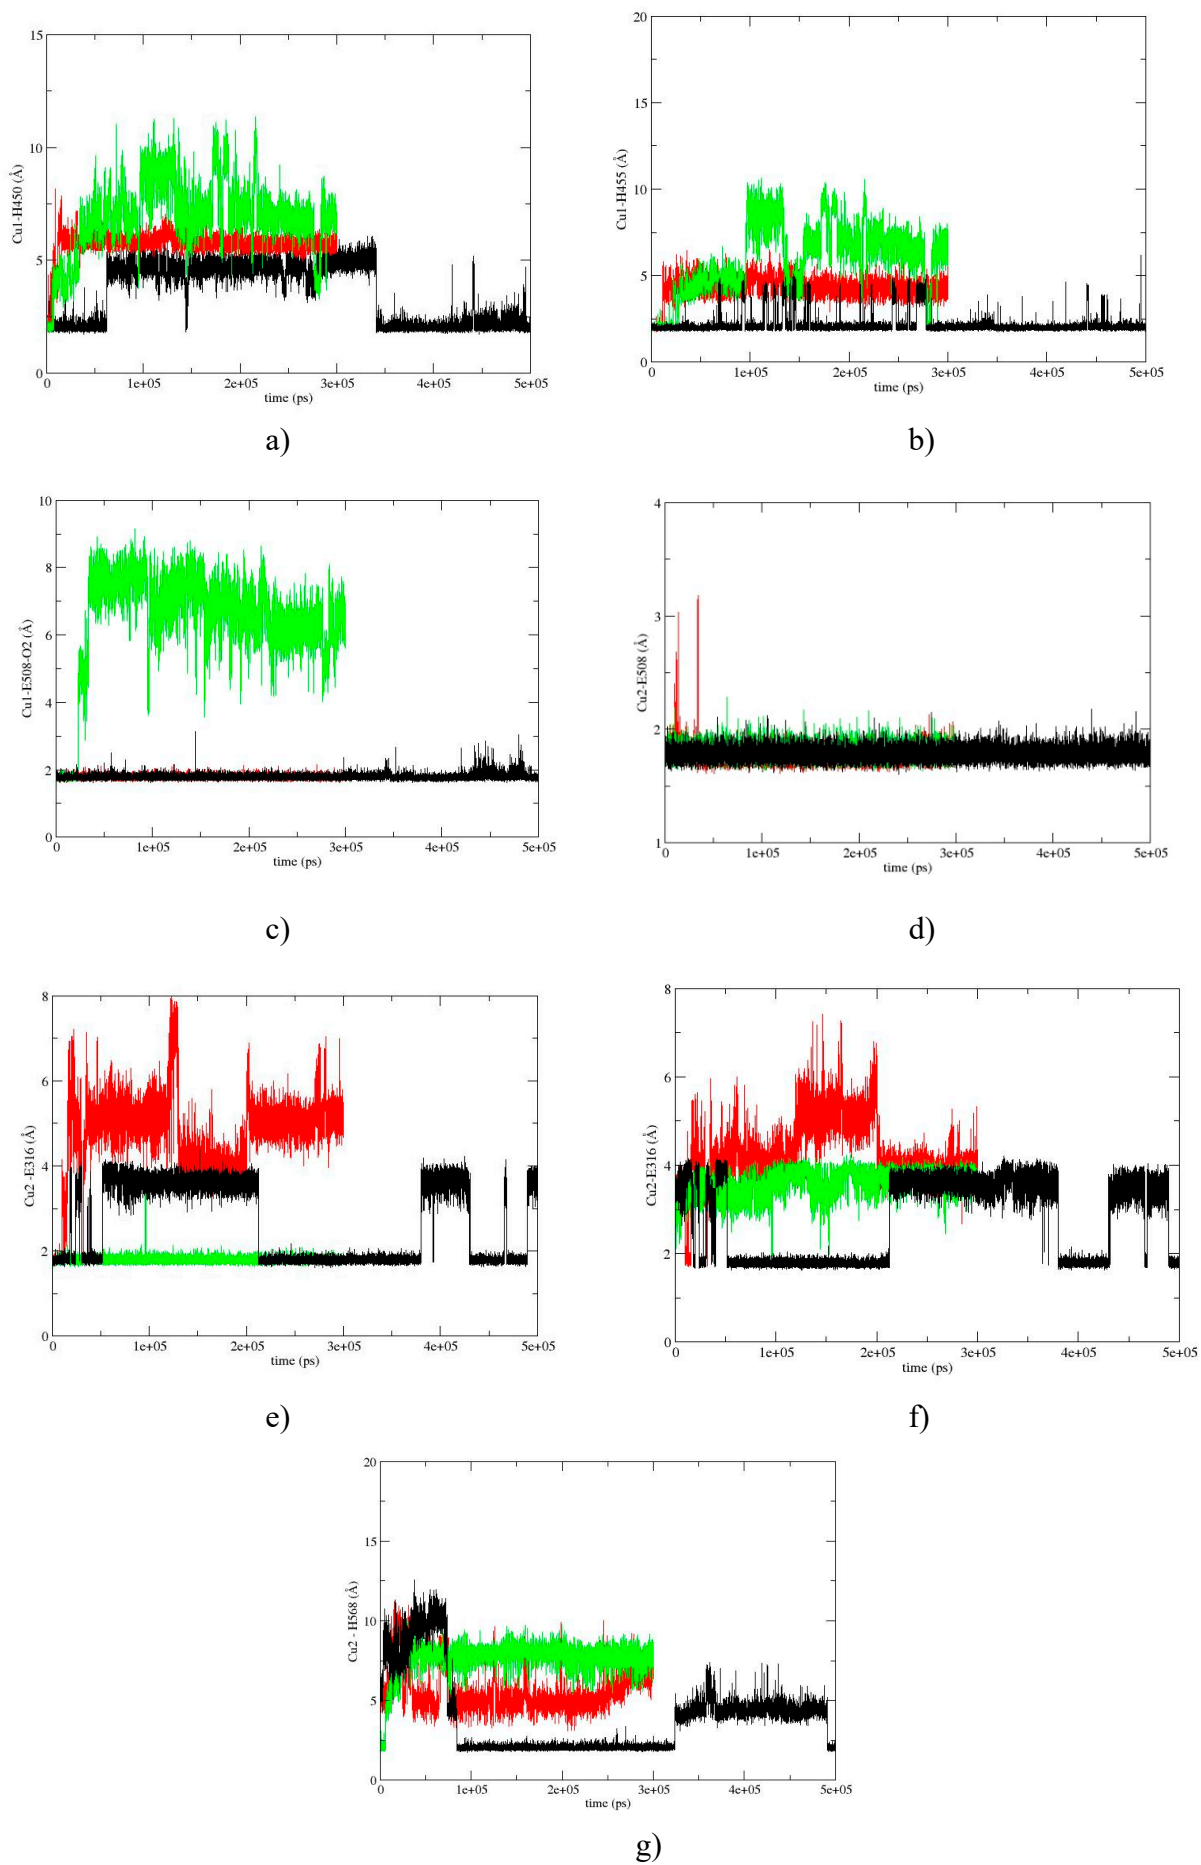 15
10
5
0
Cu1-H450 (Å)
0 1e+05 2e+05 3e+05 4e+05 5e+05
time (ps)
a)
20
15
10
5
0
Cu1-H455 (Å)
0 1e+05 2e+05 3e+05 4e+05 5e+05
time (ps)
b)
10
8
6
4
2
0
Cu1-E508-O2 (Å)
0 1e+05 2e+05 3e+05 4e+05 5e+05
time (ps)
c)
4
3
2
1
Cu2-E508 (Å)
0 1e+05 2e+05 3e+05 4e+05 5e+05
time (ps)
d)
8
6
4
2
0
Cu2 -E316 (Å)
0 1e+05 2e+05 3e+05 4e+05 5e+05
time (ps)
e)
8
6
4
2
0
Cu2-E316 (Å)
0 1e+05 2e+05 3e+05 4e+05 5e+05
time (ps)
f)
20
15
10
5
0
Cu2 - H568 (Å)
0 1e+05 2e+05 3e+05 4e+05 5e+05
time (ps)
g)